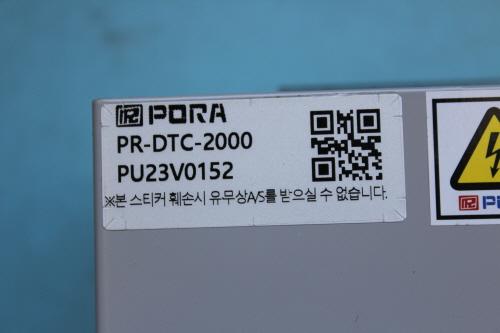 PORA
PR-DTC-2000
PU23V0152
※본 스티커 훼손시 유무상A/S를 받으실 수 없습니다.